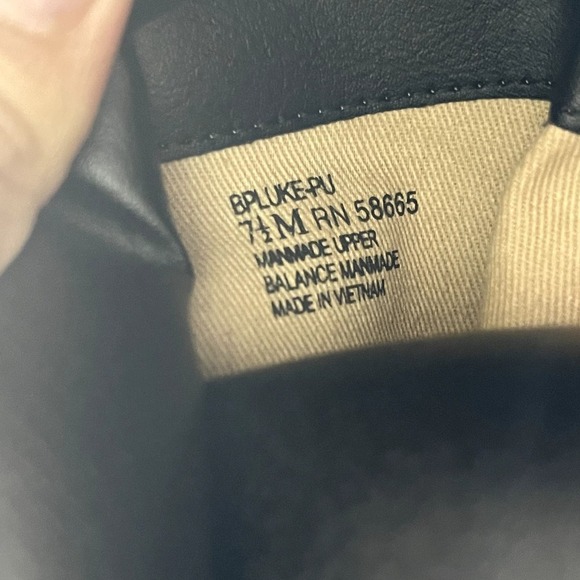 BPLUKE-PU
7½ M RN 58665
MANMADE UPPER
BALANCE MANMADE
MADE IN VIETNAM